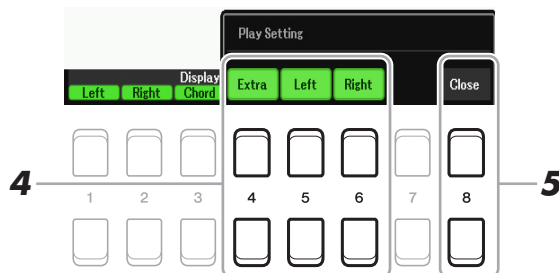 Play Setting
Display
Left Right Chord Extra Left Right Close
4 5
1 2 3 4 5 6 7 8